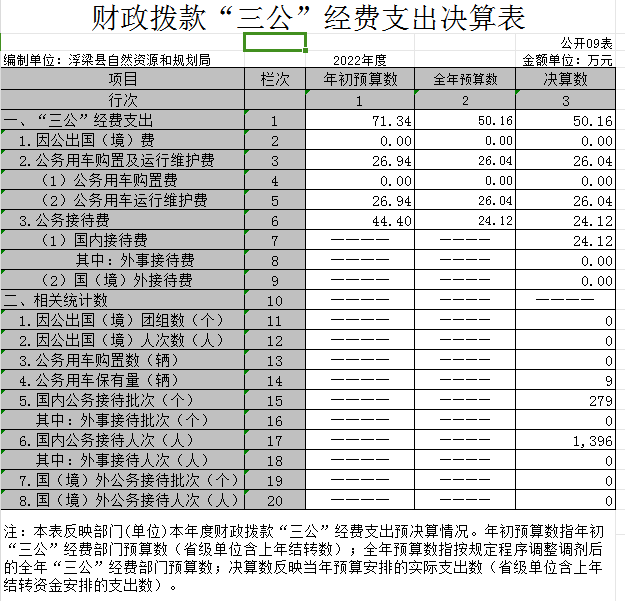 财政拨款“三公”经费支出决算表
公开09表
编制单位：浮梁县自然资源和规划局 2022年度 金额单位：万元
项目 栏次 年初预算数 全年预算数 决算数
行次 1 2 3
一、“三公”经费支出 1 71.34 50.16 50.16
1.因公出国（境）费 2 0.00 0.00 0.00
2.公务用车购置及运行维护费 3 26.94 26.04 26.04
（1）公务用车购置费 4 0.00 0.00 0.00
（2）公务用车运行维护费 5 26.94 26.04 26.04
3.公务接待费 6 44.40 24.12 24.12
（1）国内接待费 7 ———— ———— 24.12
其中：外事接待费 8 ———— ———— 0.00
（2）国（境）外接待费 9 ———— ———— 0.00
二、相关统计数 10 ———— ———— ————
1.因公出国（境）团组数（个） 11 ———— ———— 0
2.因公出国（境）人次数（人） 12 ———— ———— 0
3.公务用车购置数（辆） 13 ———— ———— 0
4.公务用车保有量（辆） 14 ———— ———— 9
5.国内公务接待批次（个） 15 ———— ———— 279
其中：外事接待批次（个） 16 ———— ———— 0
6.国内公务接待人次（人） 17 ———— ———— 1,396
其中：外事接待人次（人） 18 ———— ———— 0
7.国（境）外公务接待批次（个） 19 ———— ———— 0
8.国（境）外公务接待人次（人） 20 ———— ———— 0
注：本表反映部门(单位)本年度财政拨款“三公”经费支出预决算情况。年初预算数指年初
“三公”经费部门预算数（省级单位含上年结转数）；全年预算数指按规定程序调整调剂后
的全年“三公”经费部门预算数；决算数反映当年预算安排的实际支出数（省级单位含上年
结转资金安排的支出数）。